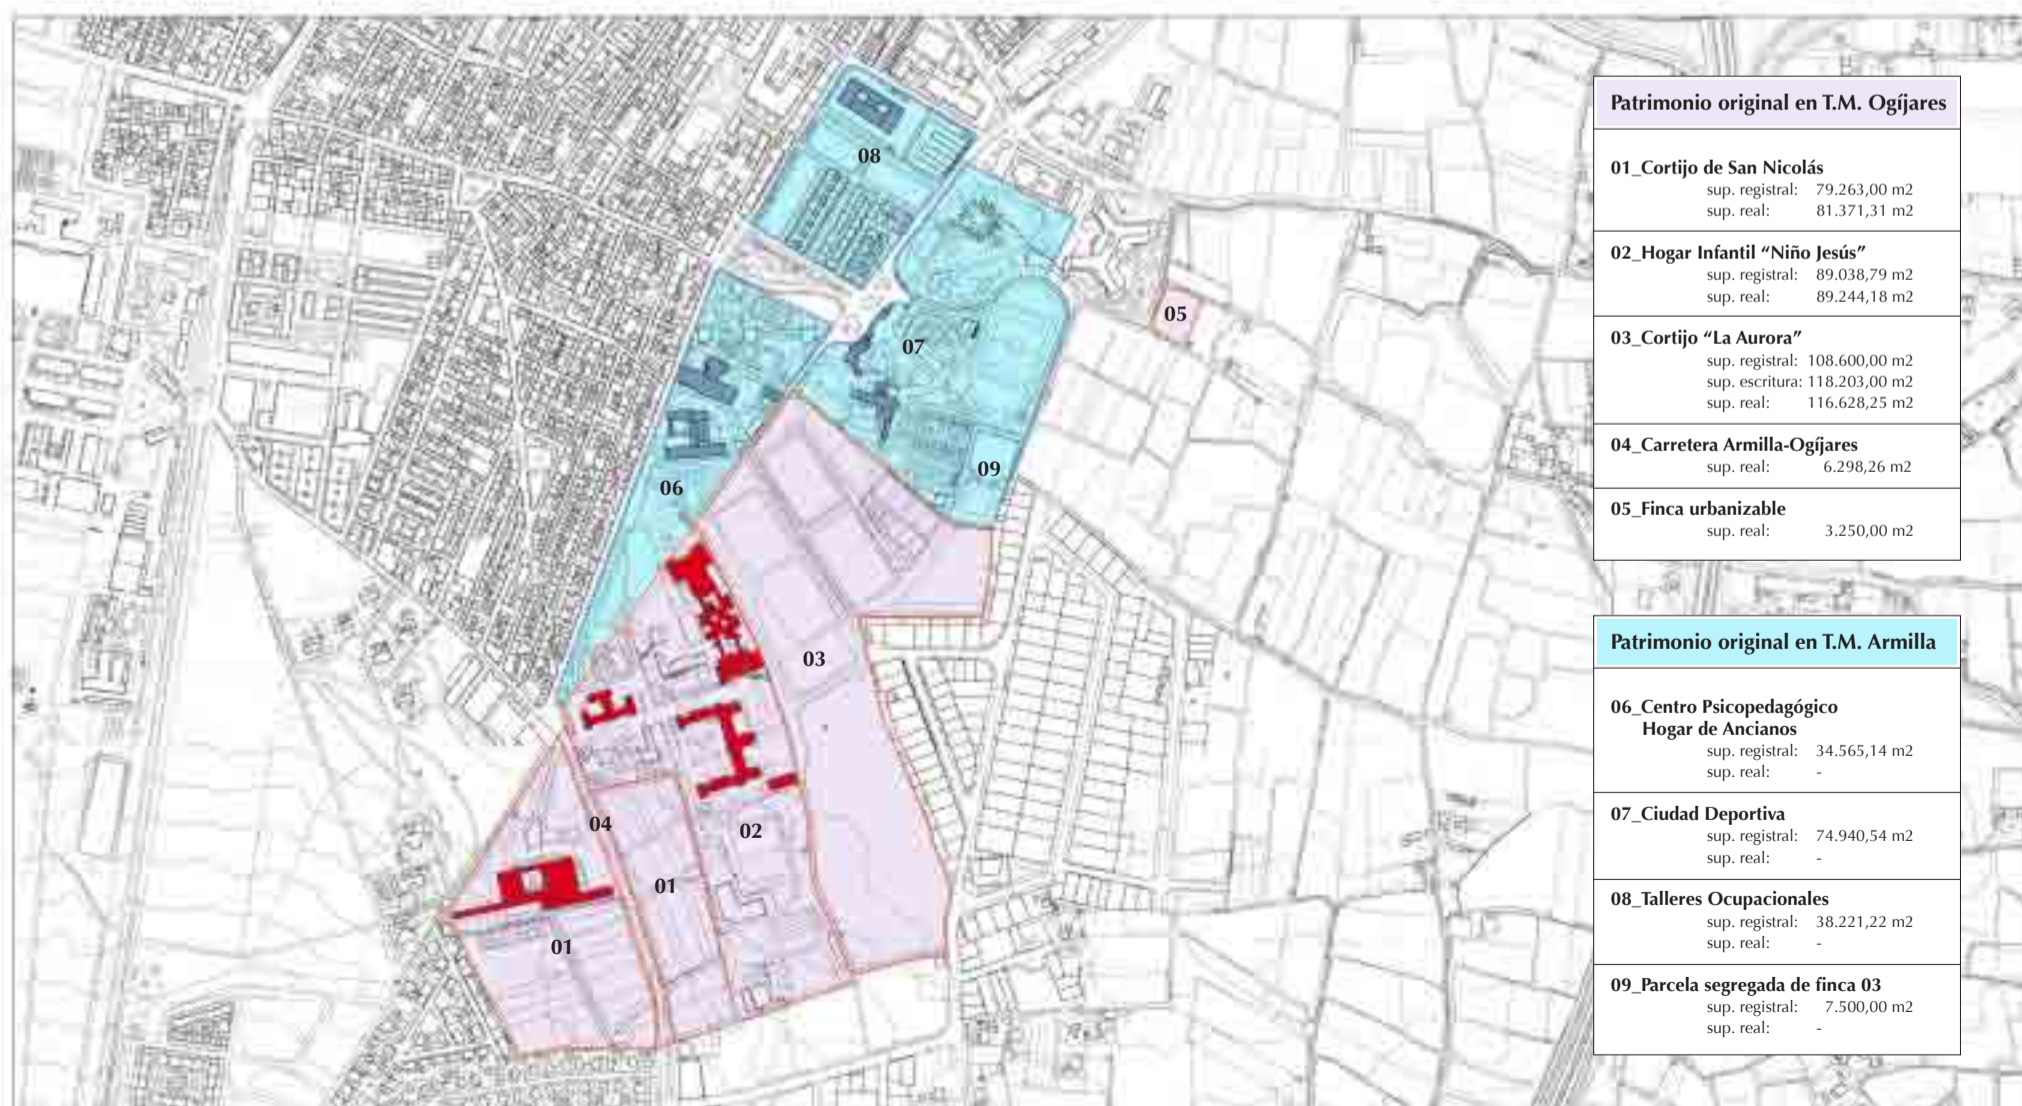 Patrimonio original en T.M. Ogíjares
01_Cortijo de San Nicolás
sup. registral: 79.263,00 m2
sup. real: 81.371,31 m2
02_Hogar Infantil “Niño Jesús”
sup. registral: 89.038,79 m2
sup. real: 89.244,18 m2
03_Cortijo “La Aurora”
sup. registral: 108.600,00 m2
sup. escritura: 118.203,00 m2
sup. real: 116.628,25 m2
04_Carretera Armilla-Ogíjares
sup. real: 6.298,26 m2
05_Finca urbanizable
sup. real: 3.250,00 m2
Patrimonio original en T.M. Armilla
06_Centro Psicopedagógico
Hogar de Ancianos
sup. registral: 34.565,14 m2
sup. real: -
07_Ciudad Deportiva
sup. registral: 74.940,54 m2
sup. real: -
08_Talleres Ocupacionales
sup. registral: 38.221,22 m2
sup. real: -
09_Parcela segregada de finca 03
sup. registral: 7.500,00 m2
sup. real: -
08
05
07
09
06
03
04
02
01
01